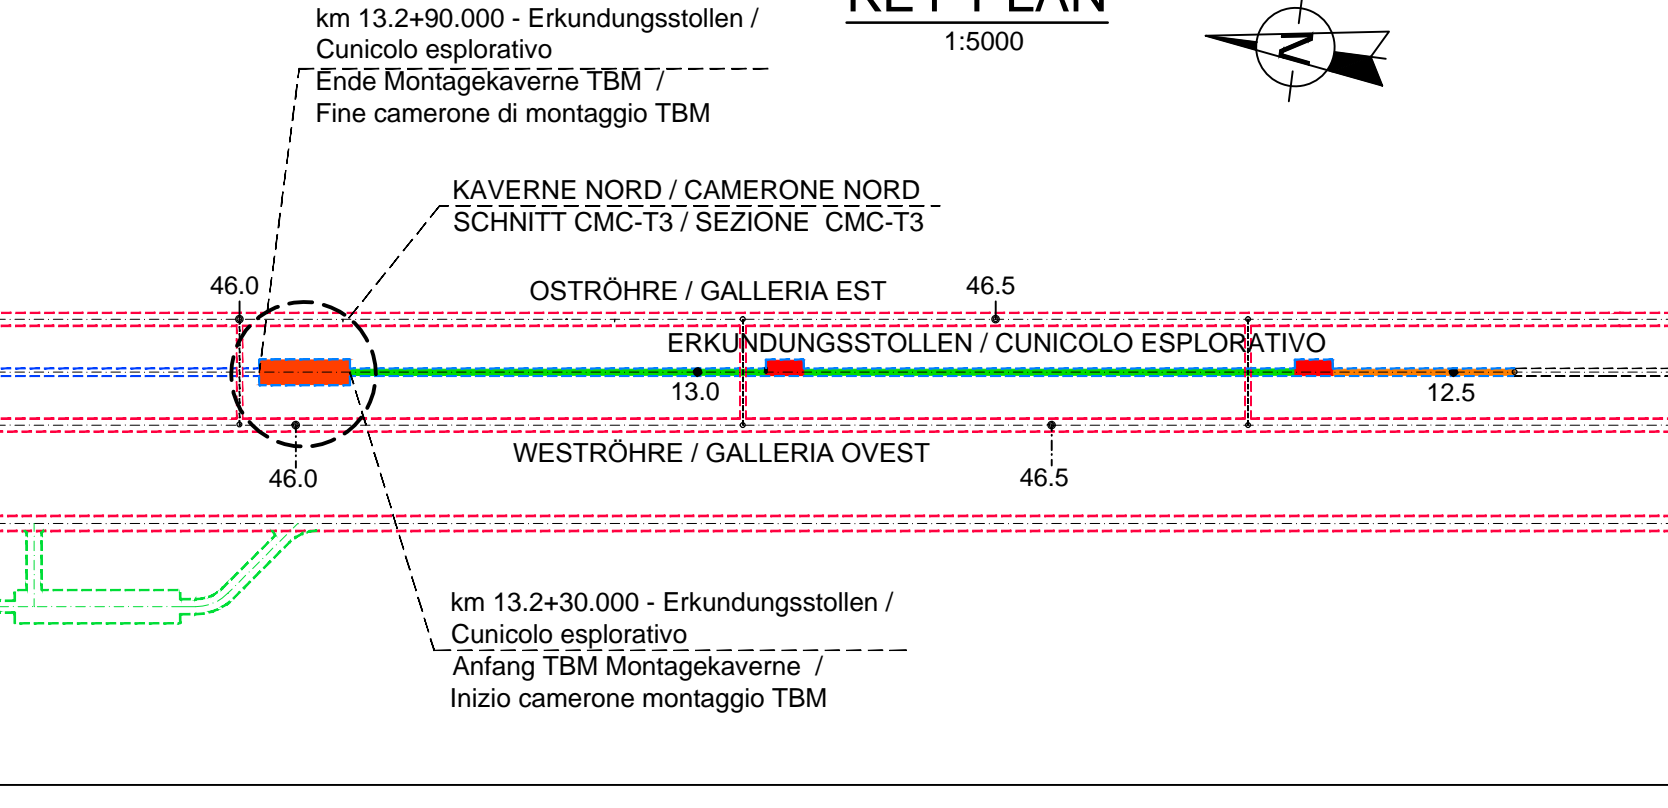 KEY PLAN
1:5000
N
km 13.2+90.000 - Erkundungsstollen /
Cunicolo esplorativo
Ende Montagekaverne TBM /
Fine camerone di montaggio TBM
KAVERNE NORD / CAMERONE NORD
SCHNITT CMC-T3 / SEZIONE CMC-T3
46.0
OSTRÖHRE / GALLERIA EST
46.5
ERKUNDUNGSSTOLLEN / CUNICOLO ESPLORATIVO
13.0
12.5
WESTRÖHRE / GALLERIA OVEST
46.0
46.5
km 13.2+30.000 - Erkundungsstollen /
Cunicolo esplorativo
Anfang TBM Montagekaverne /
Inizio camerone montaggio TBM